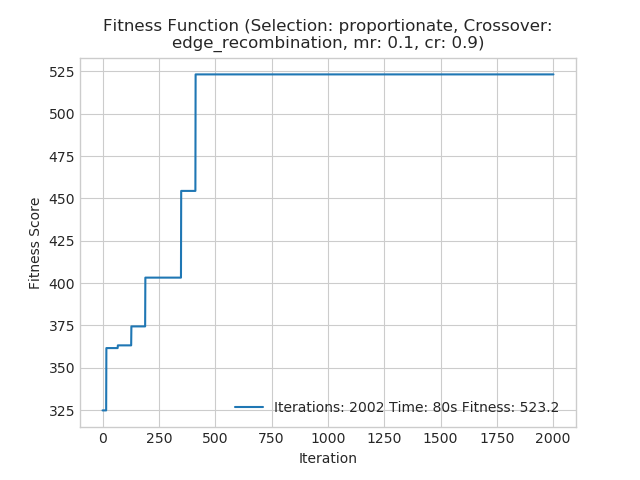 Fitness Function (Selection: proportionate, Crossover:
edge_recombination, mr: 0.1, cr: 0.9)
Fitness Score
525
500
475
450
425
400
375
350
325
Iterations: 2002 Time: 80s Fitness: 523.2
0 250 500 750 1000 1250 1500 1750 2000
Iteration